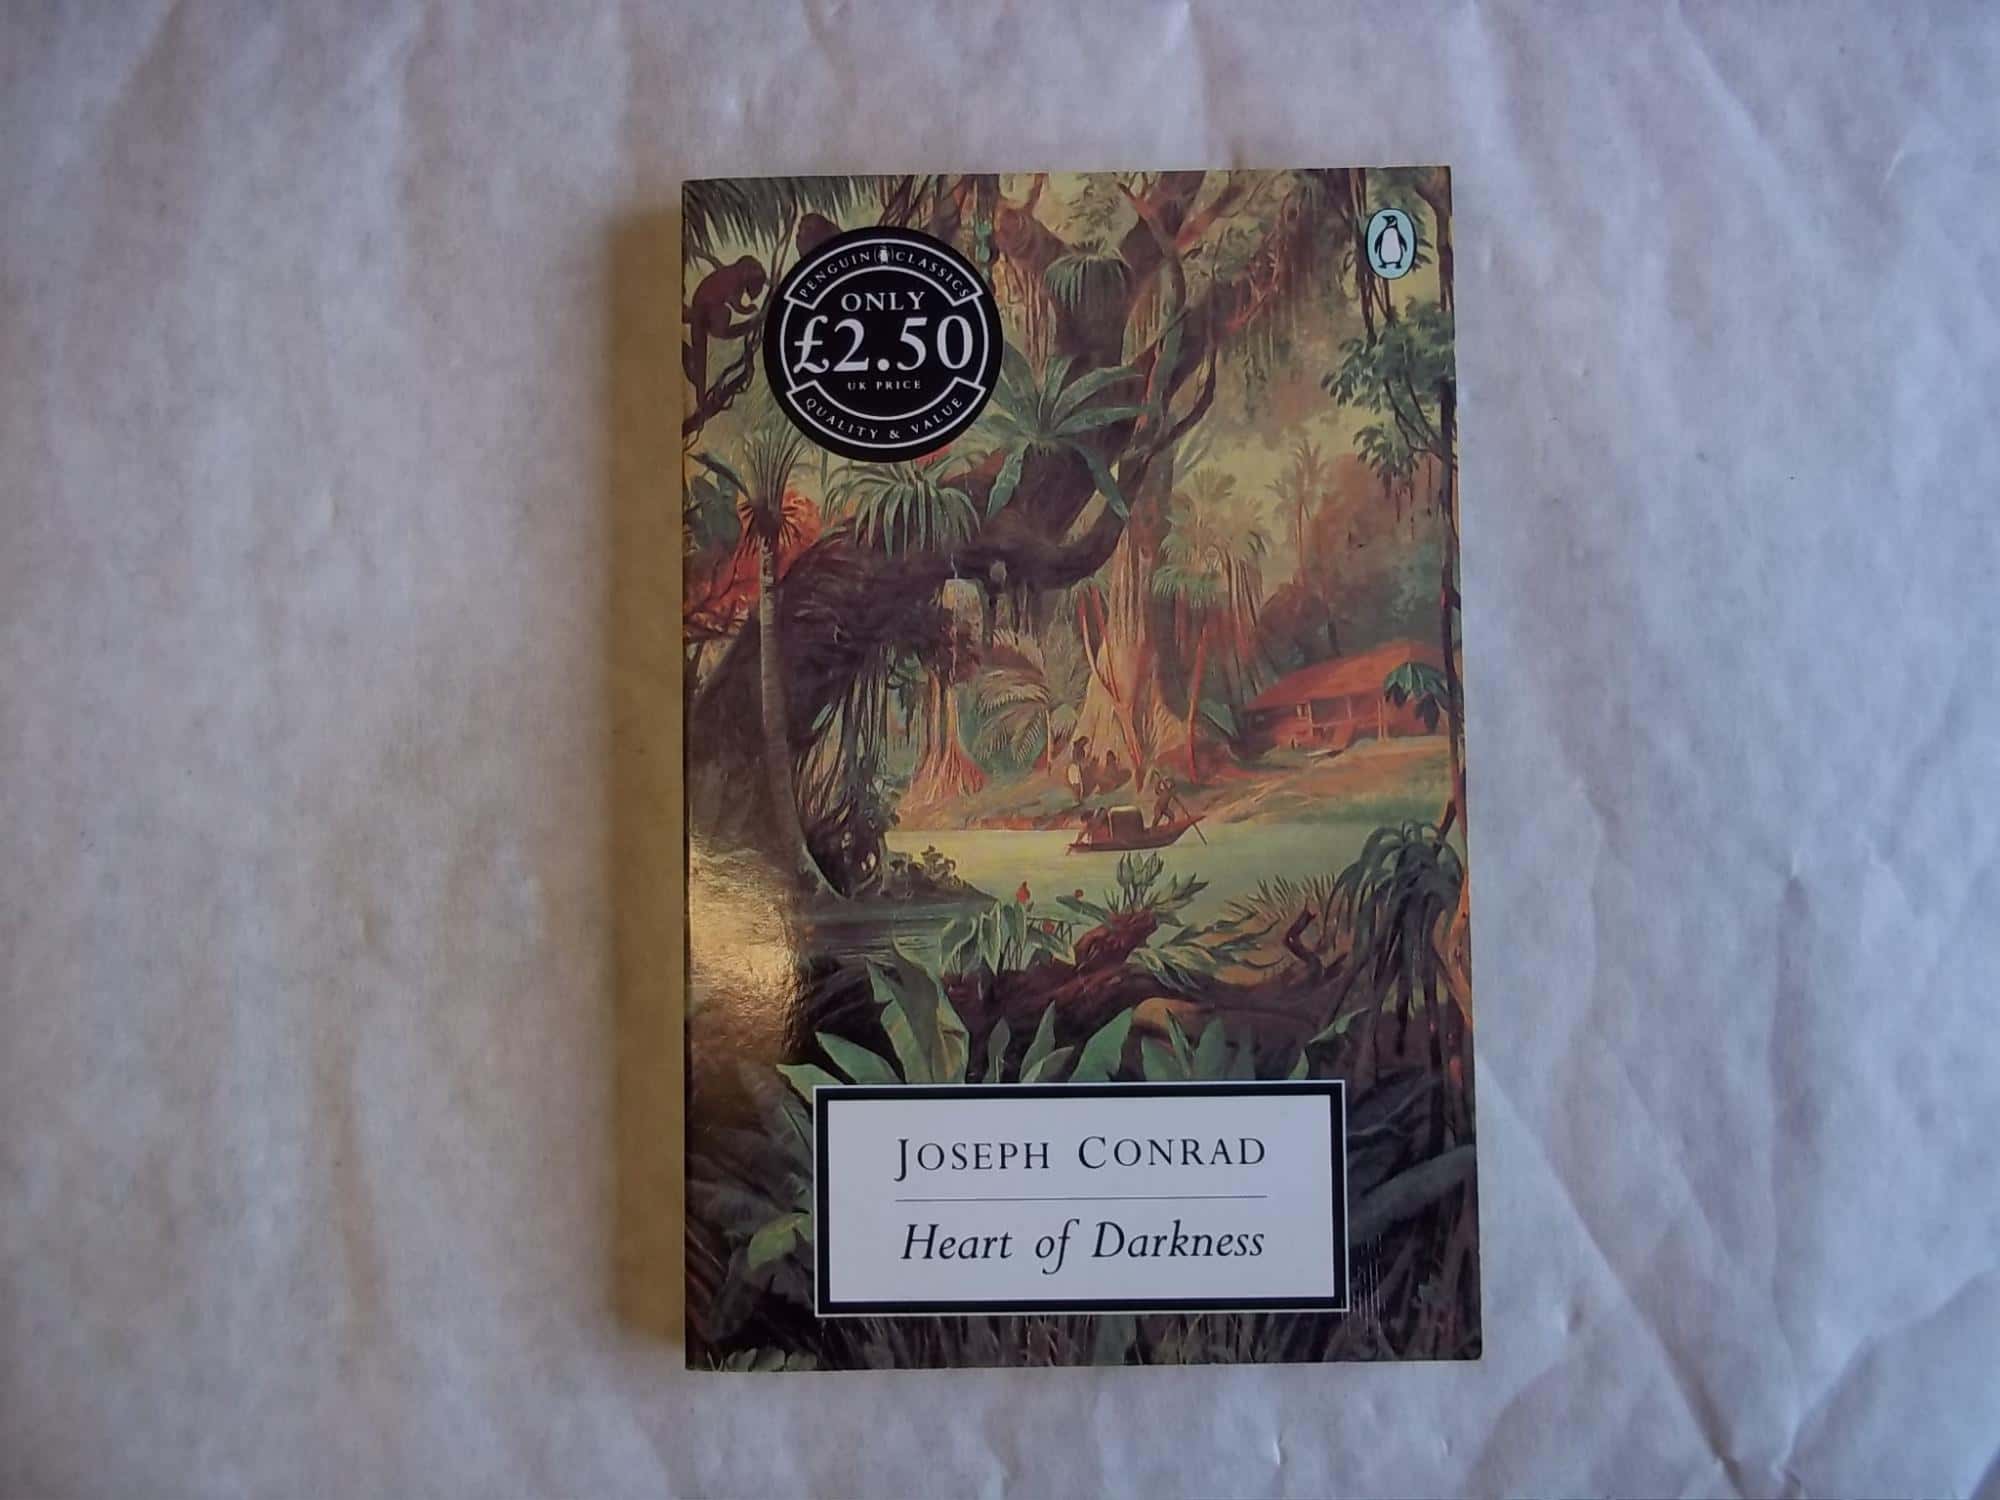 PENGUIN CLASSICS
ONLY
£2.50
UK PRICE
QUALITY & VALUE
JOSEPH CONRAD
Heart of Darkness